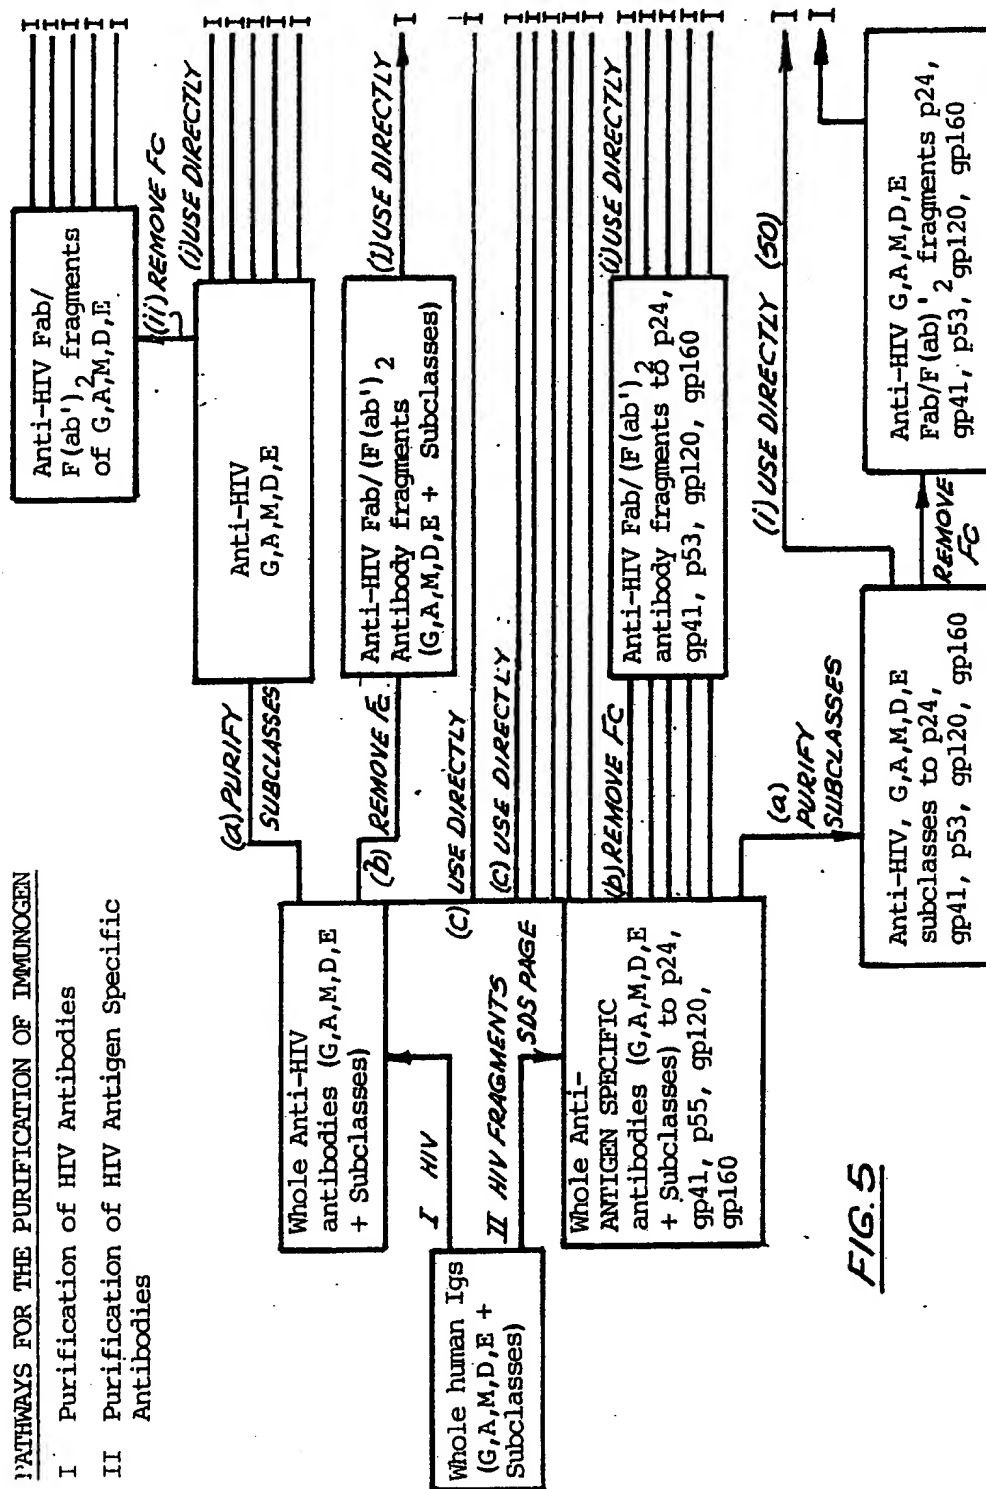 PATHWAYS FOR THE PURIFICATION OF IMMUNOGEN
I Purification of HIV Antibodies
II Purification of HIV Antigen Specific
Antibodies
Whole human Igs
(G,A,M,D,E +
Subclasses)
I HIV
II HIV FRAGMENTS
SDS PAGE
Whole Anti-HIV
antibodies (G,A,M,D,E
+ Subclasses)
(a) PURIFY
SUBCLASSES
Anti-HIV
G,A,M,D,E
(ii) REMOVE FC
Anti-HIV Fab/
F(ab')2 fragments
of G,A,M,D,E
I
I
I
I
I
(i) USE DIRECTLY
I
I
I
I
I
(b) REMOVE FC
Anti-HIV Fab/(F(ab')2
Antibody fragments
(G,A,M,D,E + Subclasses)
(i) USE DIRECTLY
I
(C) USE DIRECTLY
I
Whole Anti-
ANTIGEN SPECIFIC
antibodies (G,A,M,D,E
+ Subclasses) to p24,
gp41, p55, gp120,
gp160
(C) USE DIRECTLY
I
I
I
I
I
(b) REMOVE FC
Anti-HIV Fab/(F(ab')2
antibody fragments to p24,
gp41, p53, gp120, gp160
(i) USE DIRECTLY
I
I
I
I
I
(a)
PURIFY
SUBCLASSES
Anti-HIV, G,A,M,D,E
subclasses to p24,
gp41, p53, gp120, gp160
(i) USE DIRECTLY (50)
I
REMOVE
FC
Anti-HIV G,A,M,D,E
Fab/F(ab)'2 fragments p24,
gp41, p53, gp120, gp160
I
FIG. 5